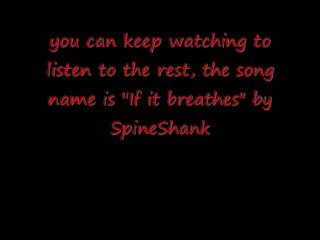 you can keep watching to
listen to the rest, the song
name is "If it breathes" by
SpineShank